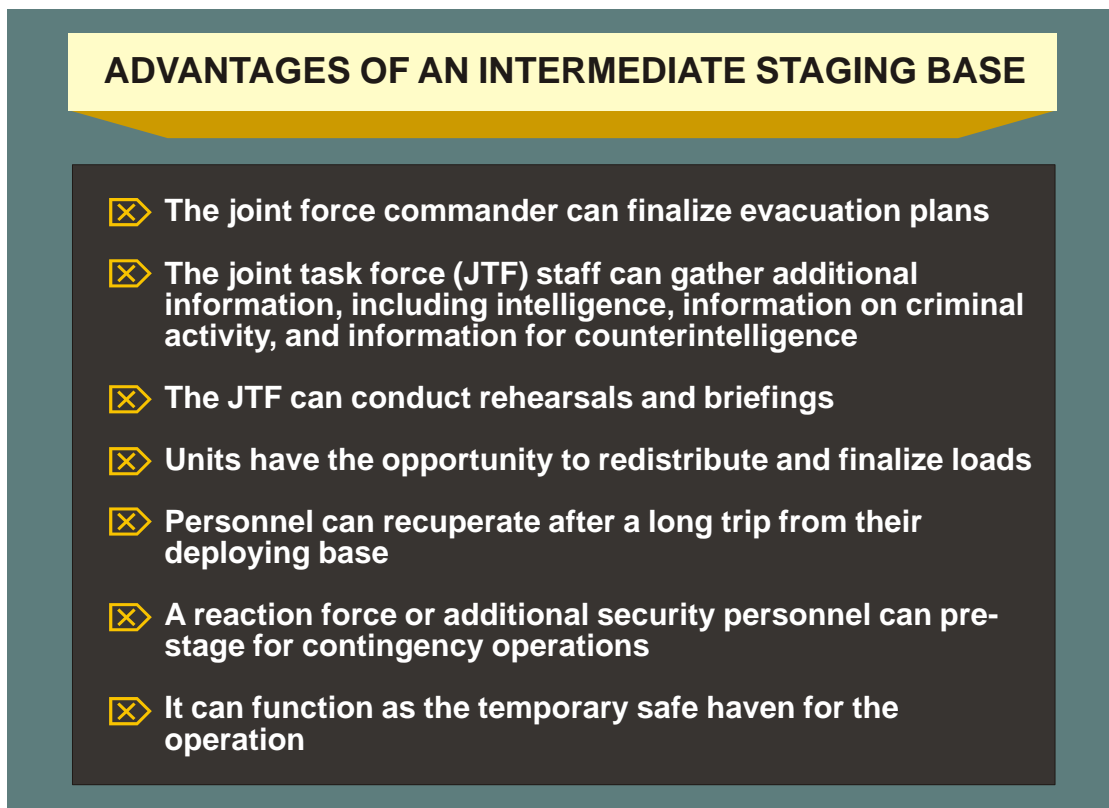 ADVANTAGES OF AN INTERMEDIATE STAGING BASE
The joint force commander can finalize evacuation plans
The joint task force (JTF) staff can gather additional
information, including intelligence, information on criminal
activity, and information for counterintelligence
The JTF can conduct rehearsals and briefings
Units have the opportunity to redistribute and finalize loads
Personnel can recuperate after a long trip from their
deploying base
A reaction force or additional security personnel can pre-
stage for contingency operations
It can function as the temporary safe haven for the
operation